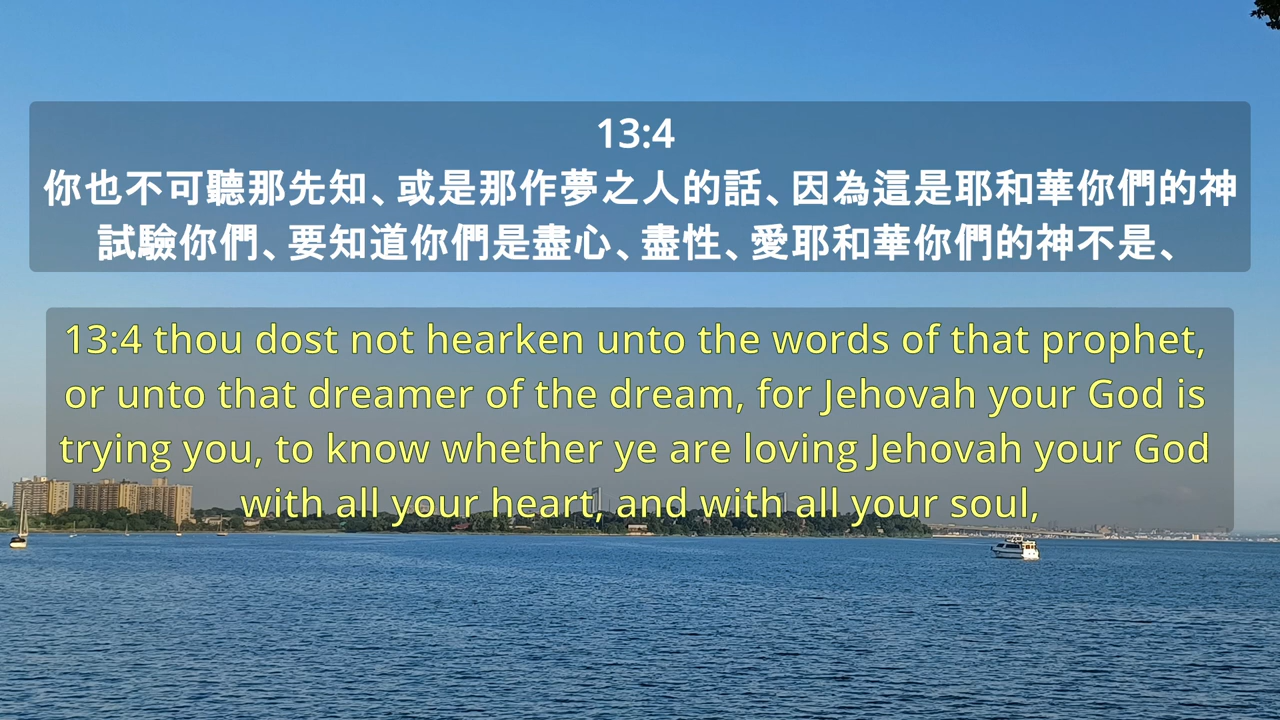 13:4
你也不可聽那先知、或是那作夢之人的話、因為這是耶和華你們的神
試驗你們、要知道你們是盡心、盡性、愛耶和華你們的神不是、
13:4 thou dost not hearken unto the words of that prophet,
or unto that dreamer of the dream, for Jehovah your God is
trying you, to know whether ye are loving Jehovah your God
with all your heart, and with all your soul,